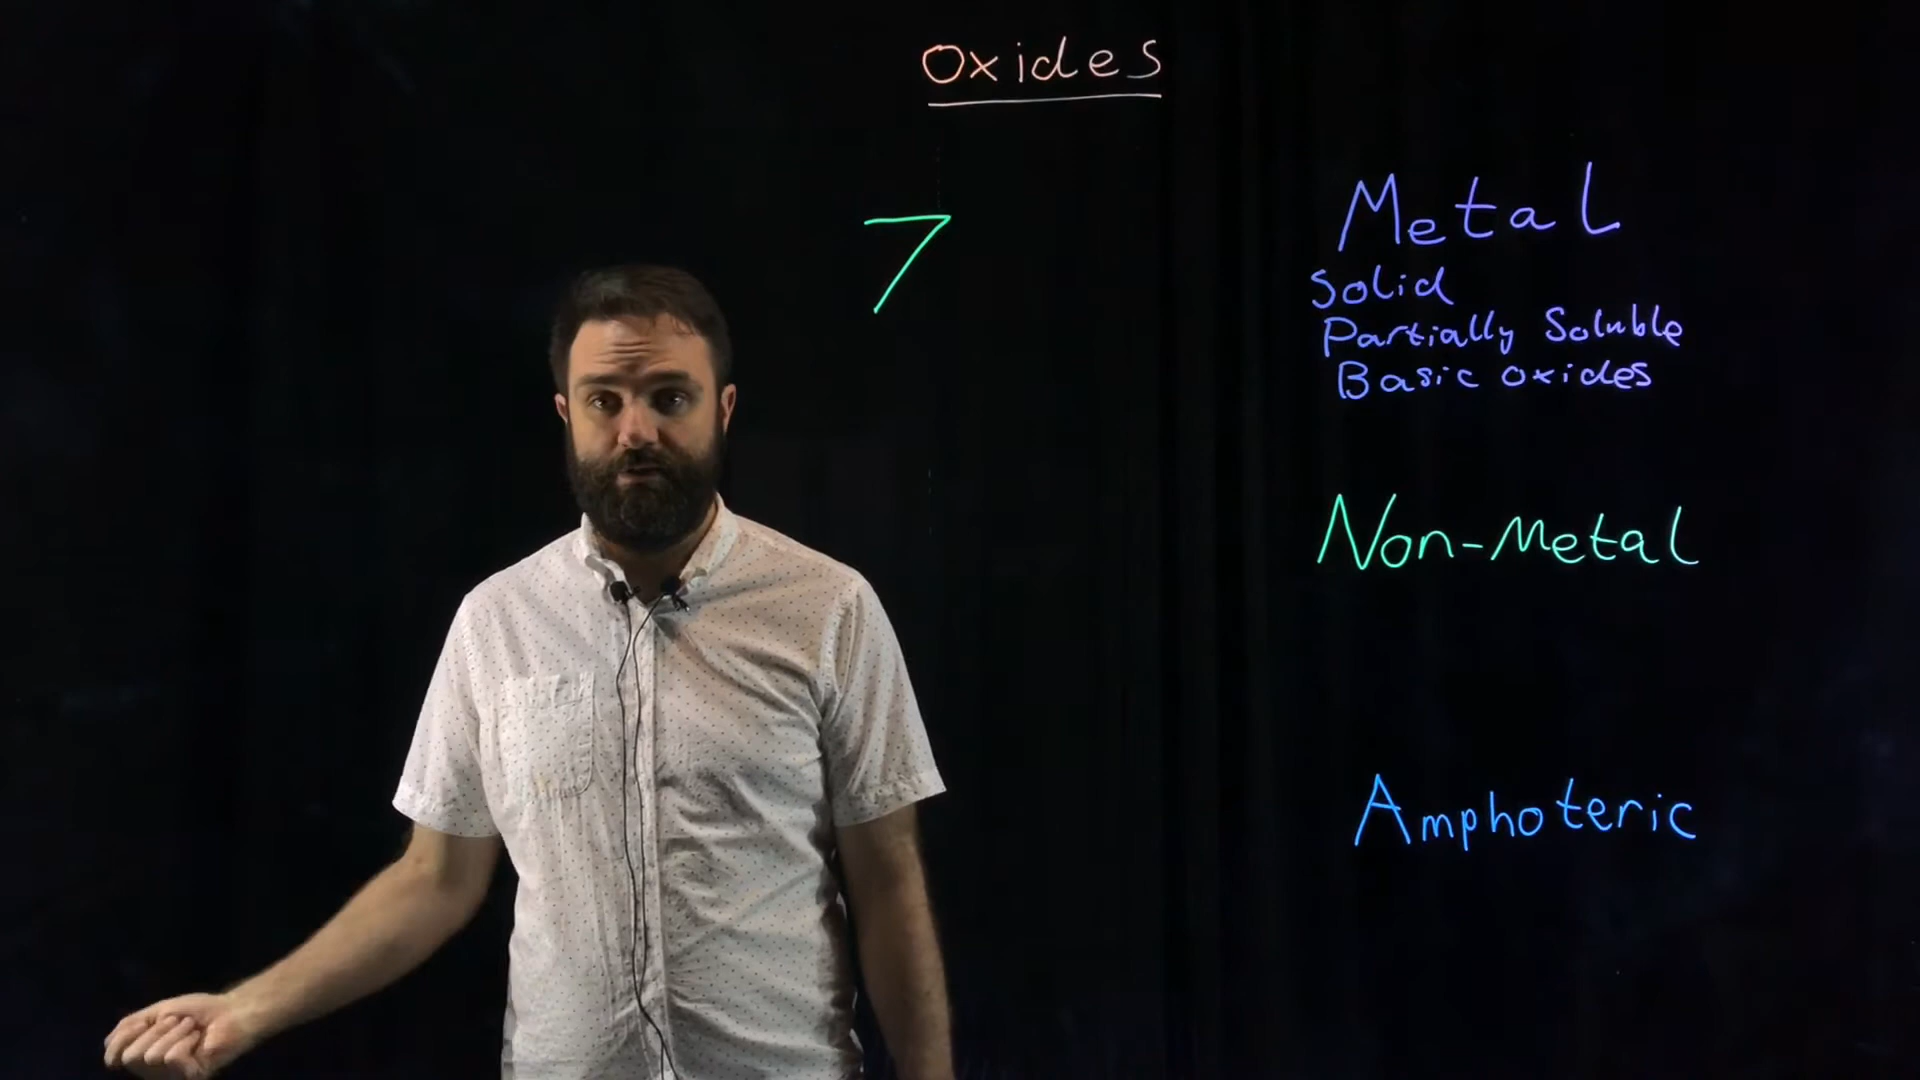 Oxides
7
Metal
Solid
Partially Soluble
Basic oxides
Non-Metal
Amphoteric